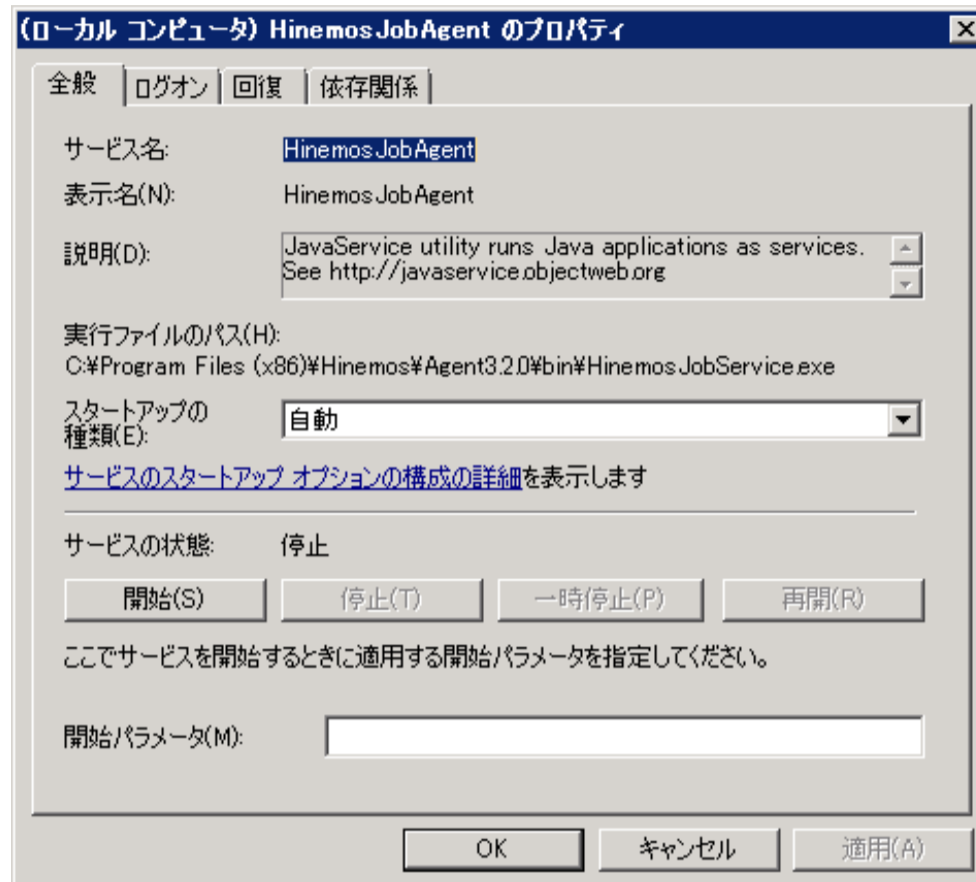 (ローカル コンピュータ) HinemosJobAgent のプロパティ
全般 ログオン 回復 依存関係
サービス名: HinemosJobAgent
表示名(N): HinemosJobAgent
説明(D): JavaService utility runs Java applications as services.
See http://javaservice.objectweb.org
実行ファイルのパス(H):
C:¥Program Files (x86)¥Hinemos¥Agent3.2.0¥bin¥HinemosJobService.exe
スタートアップの
種類(E): 自動
サービスのスタートアップ オプションの構成の詳細を表示します
サービスの状態: 停止
開始(S) 停止(T) 一時停止(P) 再開(R)
ここでサービスを開始するときに適用する開始パラメータを指定してください。
開始パラメータ(M):
OK キャンセル 適用(A)